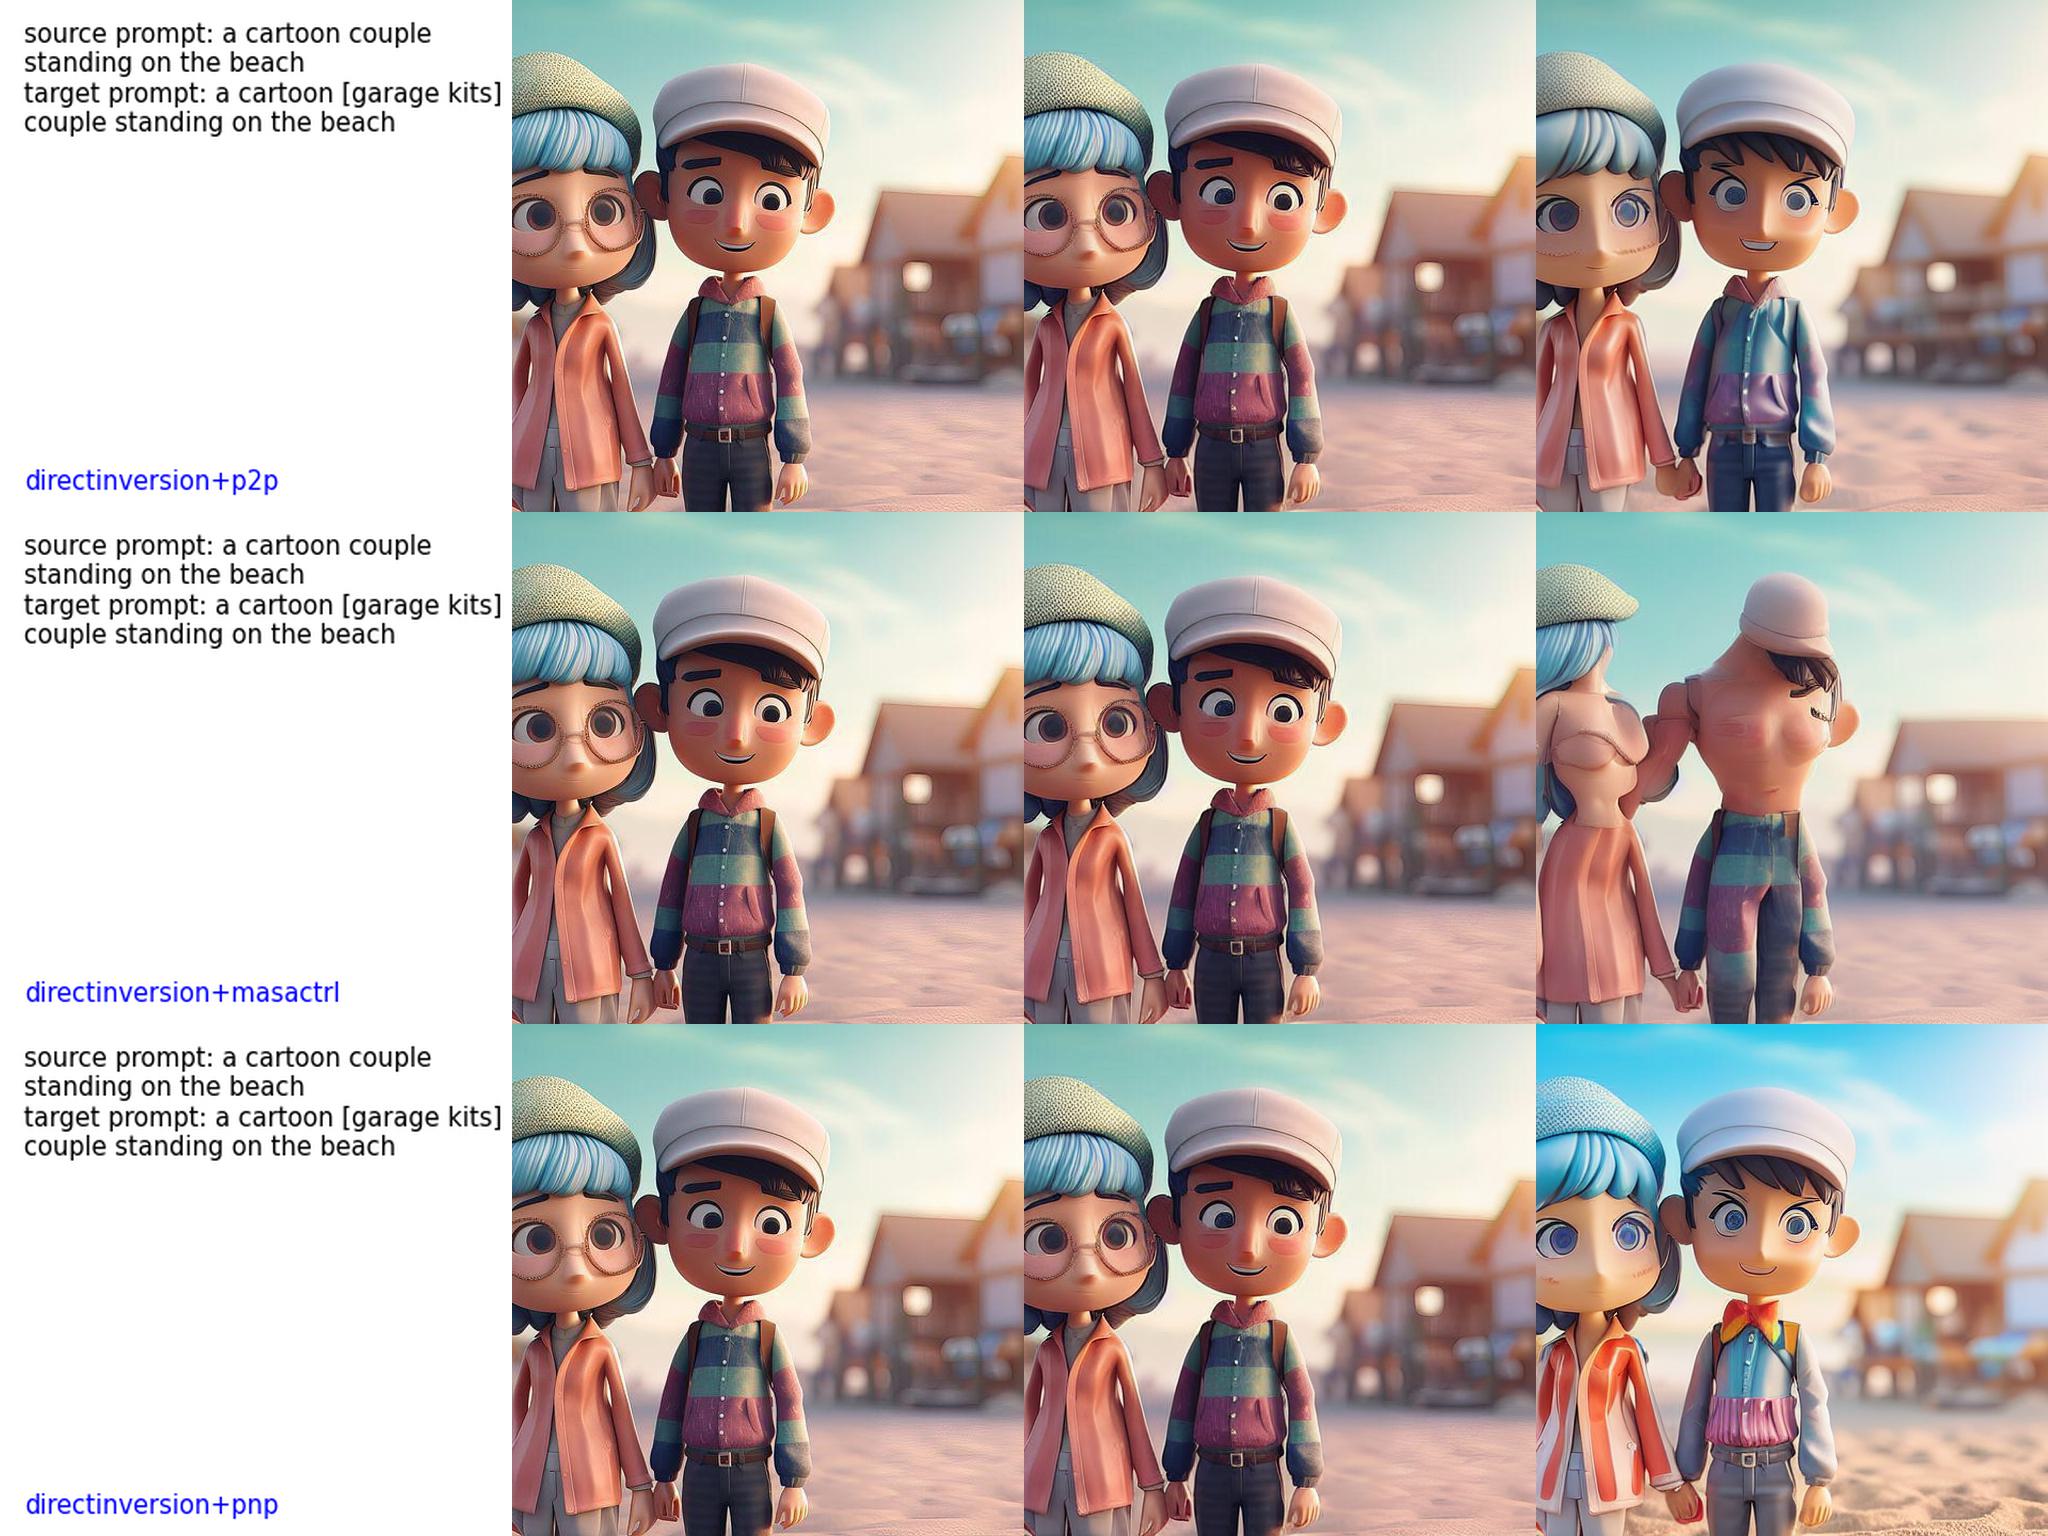 source prompt: a cartoon couple
standing on the beach
target prompt: a cartoon [garage kits]
couple standing on the beach
directinversion+p2p
source prompt: a cartoon couple
standing on the beach
target prompt: a cartoon [garage kits]
couple standing on the beach
directinversion+masactrl
source prompt: a cartoon couple
standing on the beach
target prompt: a cartoon [garage kits]
couple standing on the beach
directinversion+pnp